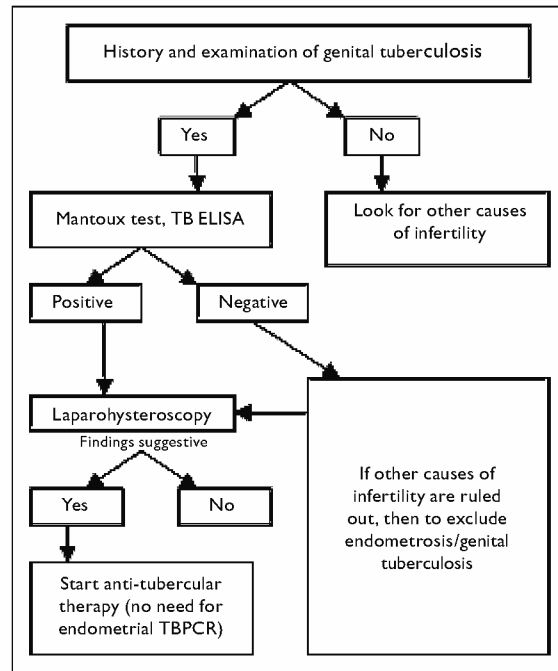 History and examination of genital tuberculosis
Yes
No
Mantoux test, TB ELISA
Look for other causes
of infertility
Positive
Negative
Laparohysteroscopy
Findings suggestive
Yes
No
If other causes of
infertility are ruled
out, then to exclude
endometrosis/genital
tuberculosis
Start anti-tubercular
therapy (no need for
endometrial TBPCR)